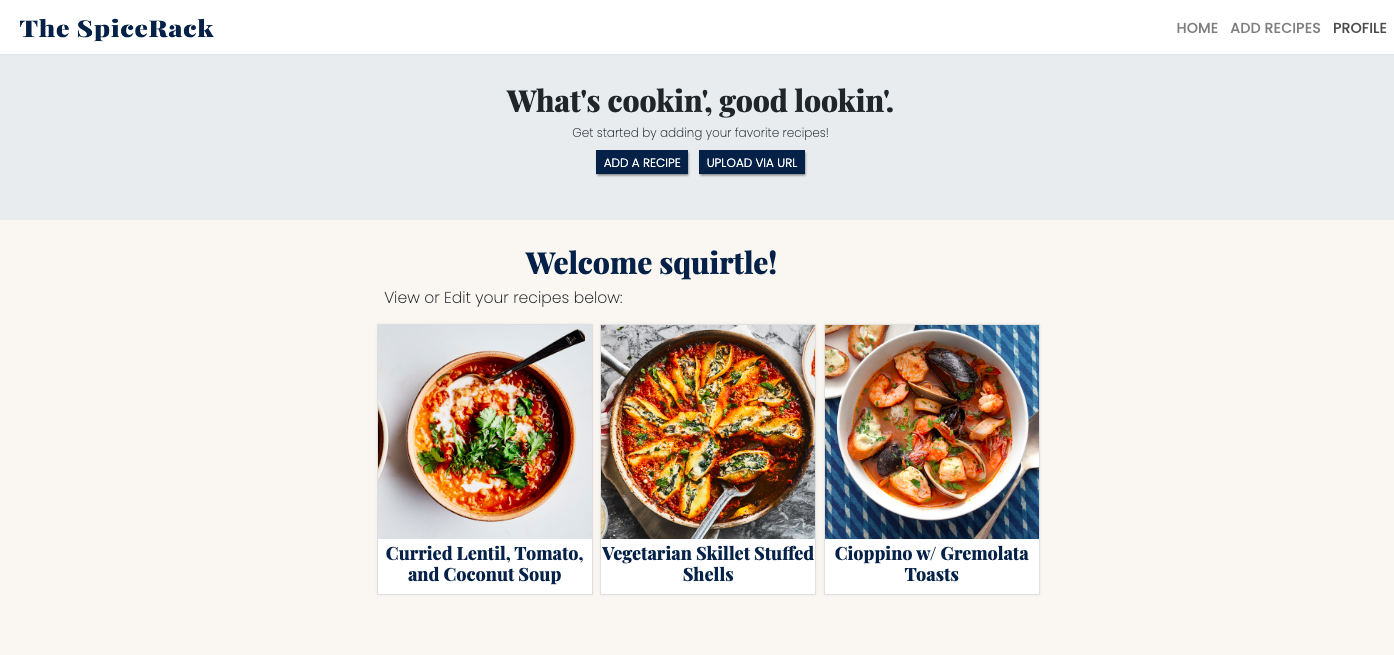 The SpiceRack
HOME ADD RECIPES PROFILE
What's cookin', good lookin'.
Get started by adding your favorite recipes!
ADD A RECIPE UPLOAD VIA URL
Welcome squirtle!
View or Edit your recipes below:
Curried Lentil, Tomato,
and Coconut Soup
Vegetarian Skillet Stuffed
Shells
Cioppino w/ Gremolata
Toasts